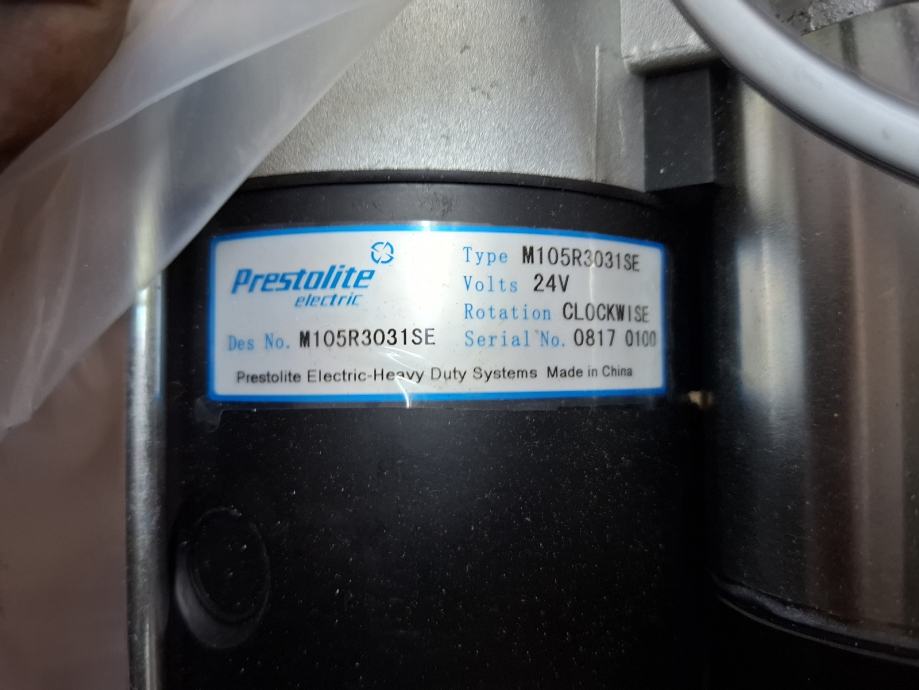 Prestolite
electric
Type M105R3031SE
Volts 24V
Rotation CLOCKWISE
Des No. M105R3031SE
Serial No. 0817 0100
Prestolite Electric-Heavy Duty Systems Made in China